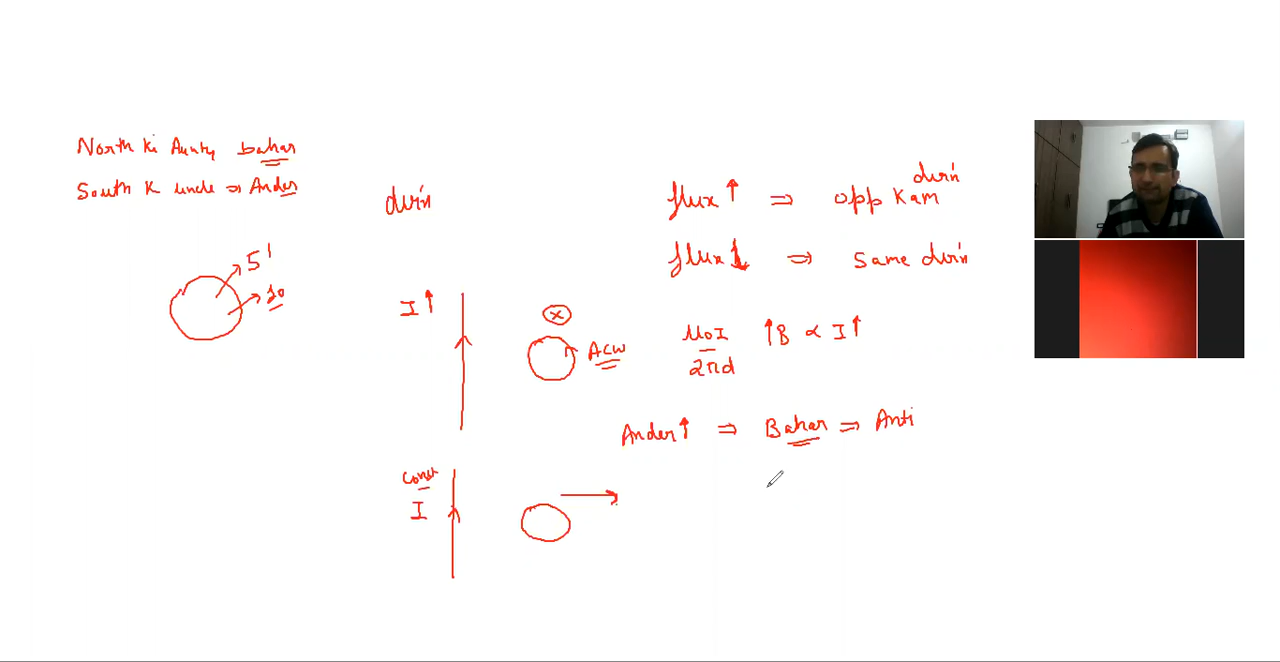 North Ki Aunty bahar
South K uncle ⇒ Ander
dirn
flux ↑ ⇒ opp Kam dirn
flux ↓ ⇒ same dirn
5'
10
I ↑
x
ACW
μoI
2πd
↑B ∝ I↑
Ander↑ ⇒ Bahar ⇒ Anti
Const
I